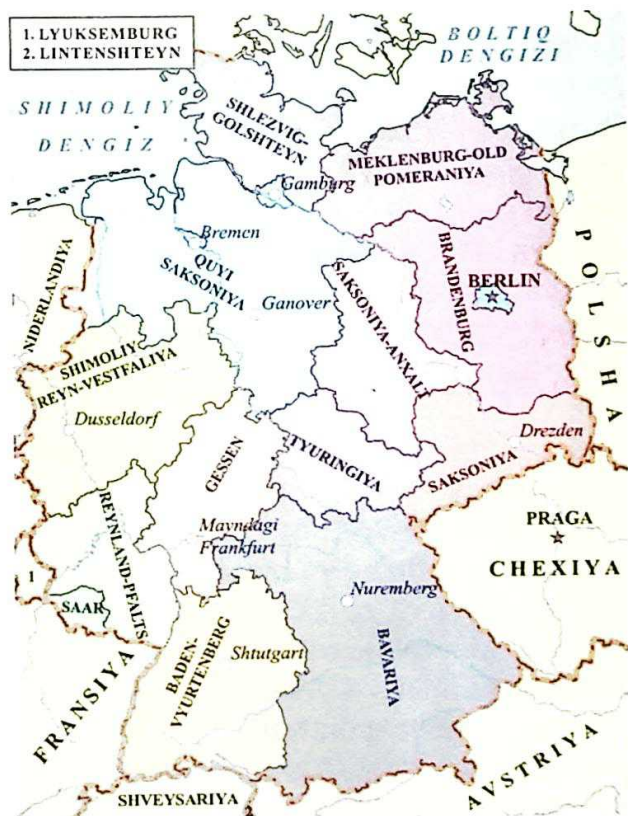 1. LYUKSEMBURG
2. LINTENSHTEYN
BOLTIQ
DENGIZI
SHIMOLIY
DENGIZ
SHLEZVIG-
GOLSHTEYN
MEKLENBURG-OLD
POMERANIYA
Gamburg
Bremen
QUYI
SAKSONIYA
Ganover
SAKSONIYA-ANXALT
BRANDENBURG
BERLIN
POLSHA
NIDERLANDIYA
SHIMOLIY
REYN-VESTFALIYA
Dusseldorf
GESSEN
TYURINGIYA
SAKSONIYA
Drezden
REYNLAND-PFALTS
Mayndagi
Frankfurt
PRAGA
CHEXIYA
1
SAAR
Nuremberg
BADEN-
VYURTENBERG
Shtutgart
BAVARIYA
FRANSIYA
AVSTRIYA
SHVEYSARIYA
2